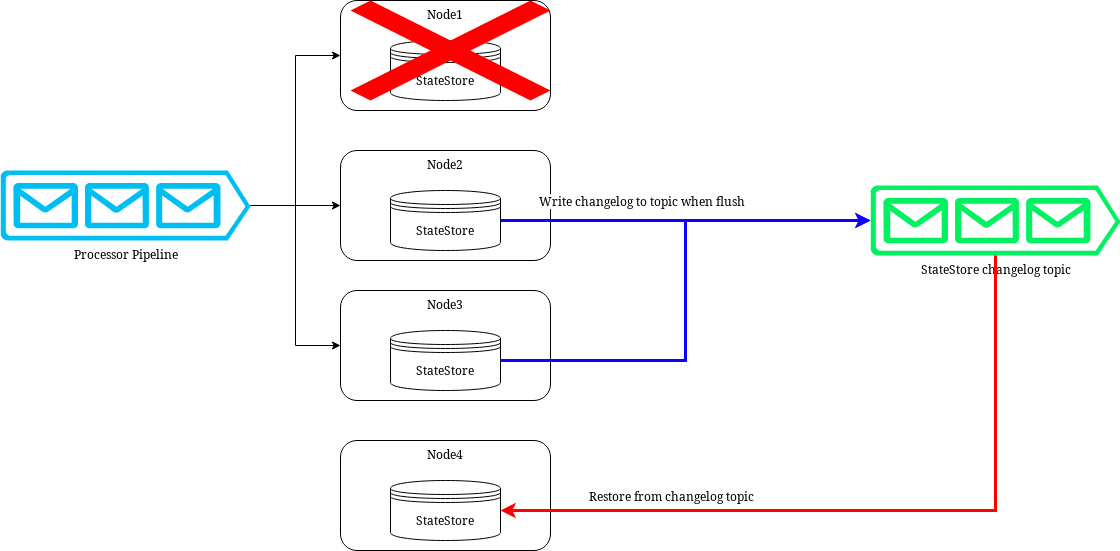 Node1
StateStore
Node2
StateStore
Write changelog to topic when flush
Processor Pipeline
StateStore changelog topic
Node3
StateStore
Node4
Restore from changelog topic
StateStore